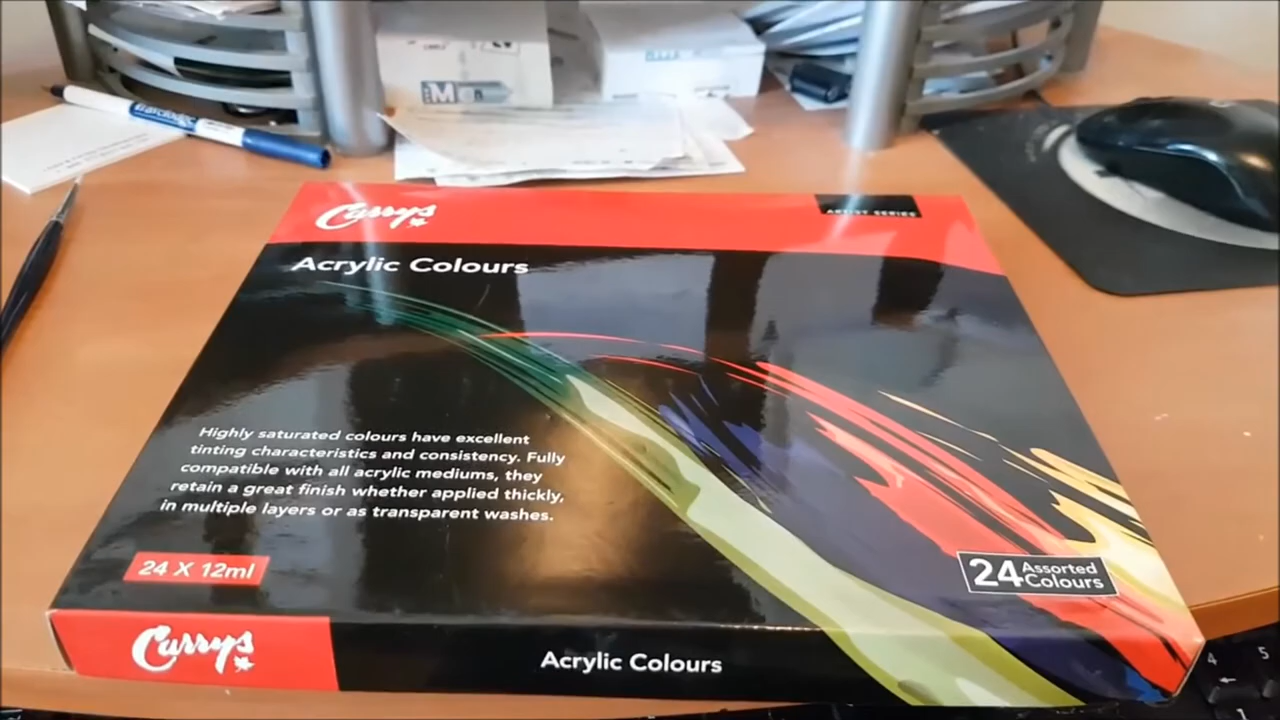 Currys
ARTIST SERIES
Acrylic Colours
Highly saturated colours have excellent
tinting characteristics and consistency. Fully
compatible with all acrylic mediums, they
retain a great finish whether applied thickly,
in multiple layers or as transparent washes.
24 X 12ml
24 Assorted
Colours
Currys
Acrylic Colours
4
5